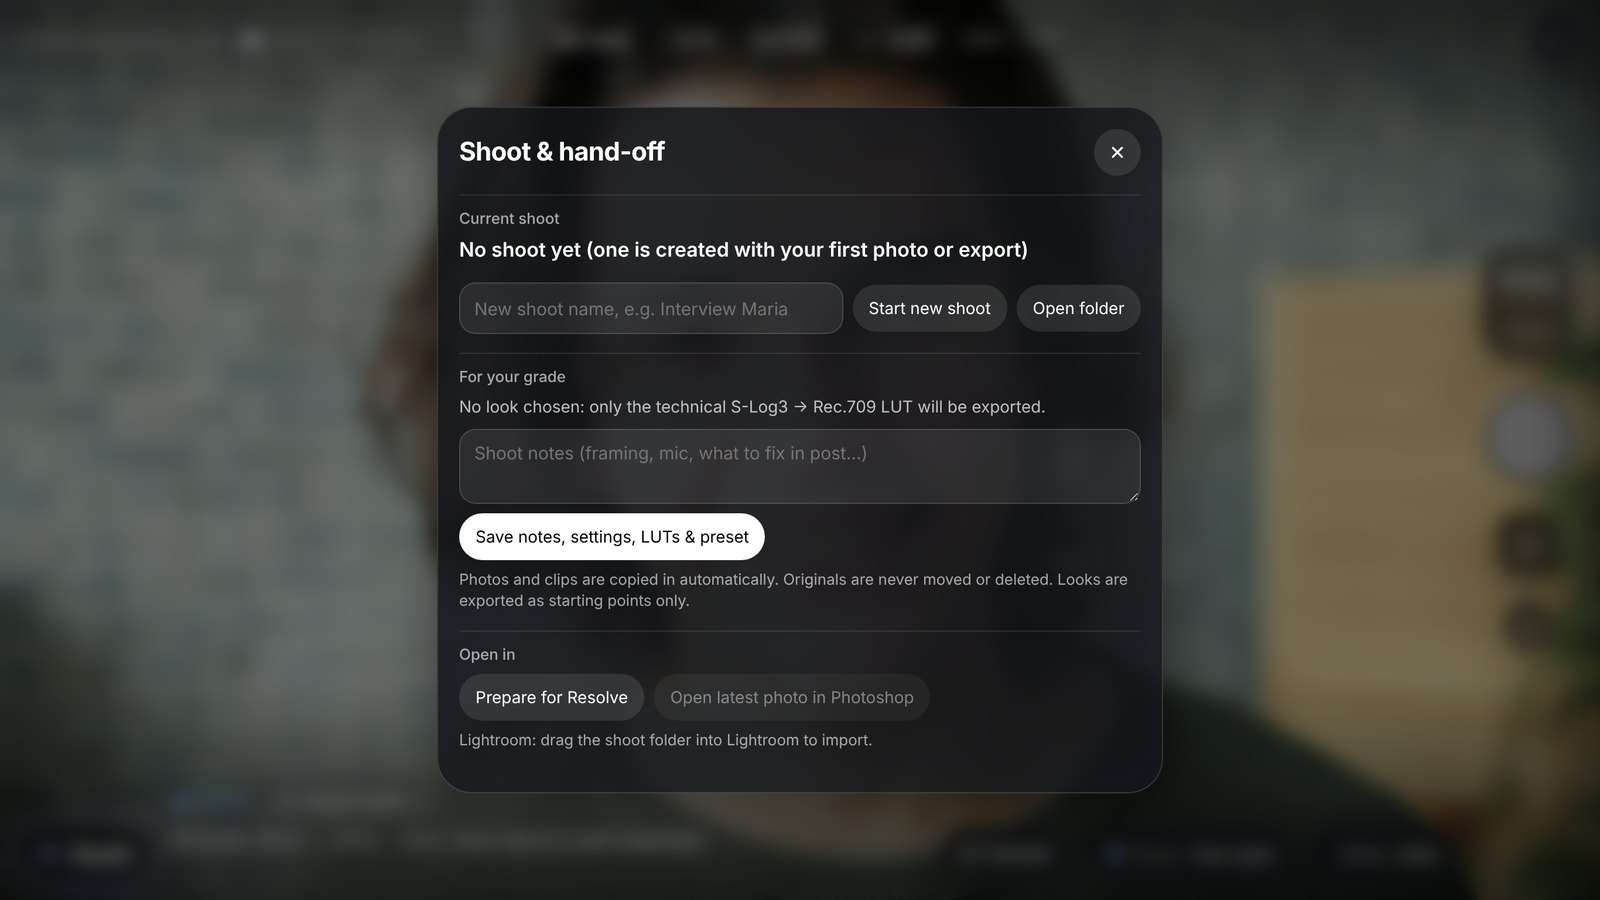 Shoot & hand-off
Current shoot
No shoot yet (one is created with your first photo or export)
New shoot name, e.g. Interview Maria
Start new shoot
Open folder
For your grade
No look chosen: only the technical S-Log3 → Rec.709 LUT will be exported.
Shoot notes (framing, mic, what to fix in post...)
Save notes, settings, LUTs & preset
Photos and clips are copied in automatically. Originals are never moved or deleted. Looks are
exported as starting points only.
Open in
Prepare for Resolve
Open latest photo in Photoshop
Lightroom: drag the shoot folder into Lightroom to import.